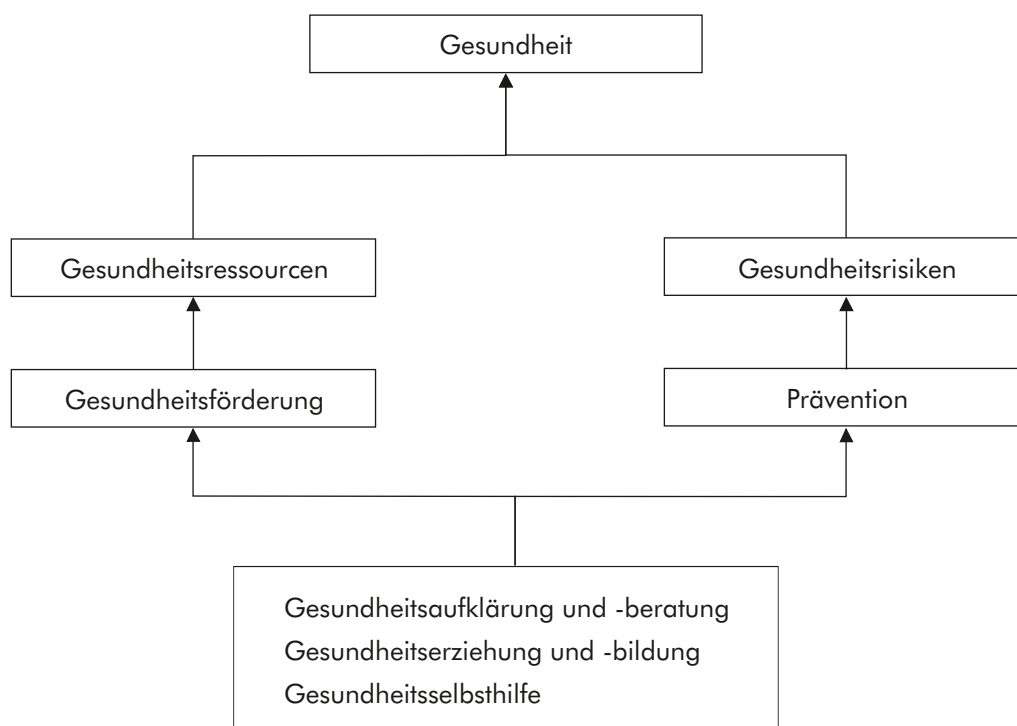 Gesundheit
Gesundheitsressourcen
Gesundheitsrisiken
Gesundheitsförderung
Prävention
Gesundheitsaufklärung und -beratung
Gesundheitserziehung und -bildung
Gesundheitsselbsthilfe